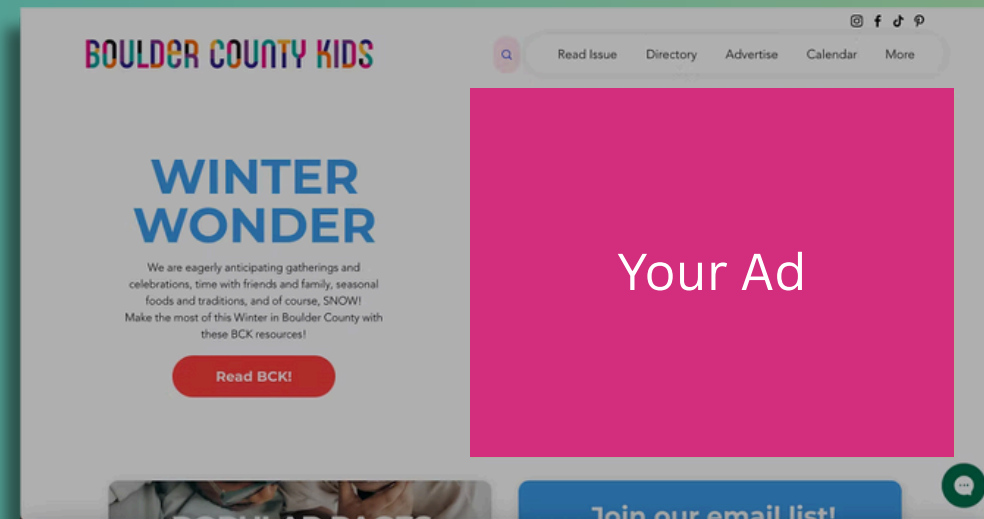 BOULDER COUNTY KIDS
Read Issue Directory Advertise Calendar More
WINTER
WONDER
We are eagerly anticipating gatherings and
celebrations, time with friends and family, seasonal
foods and traditions, and of course, SNOW!
Make the most of this Winter in Boulder County with
these BCK resources!
Read BCK!
Your Ad
POPULAR PAGES
Join our email list!